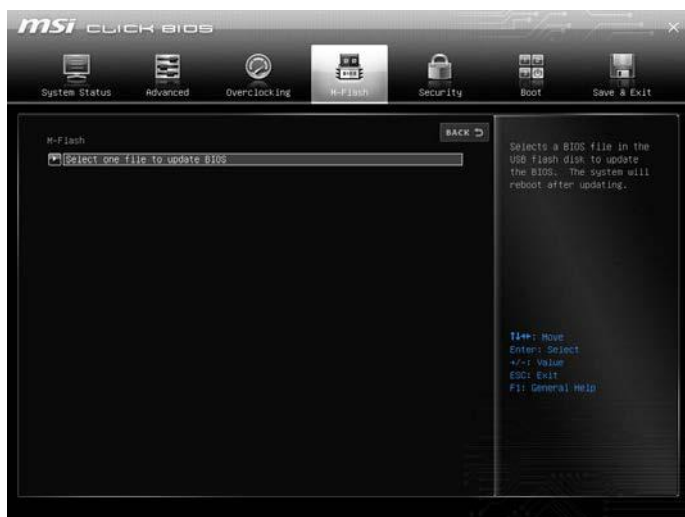 msi CLICK BIOS
System Status
Advanced
Overclocking
M-Flash
Security
Boot
Save & Exit
M-Flash
BACK
Select one file to update BIOS
Selects a BIOS file in the
USB flash disk to update
the BIOS. The system will
reboot after updating.
↑↓←→: Move
Enter: Select
+/-: Value
ESC: Exit
F1: General Help